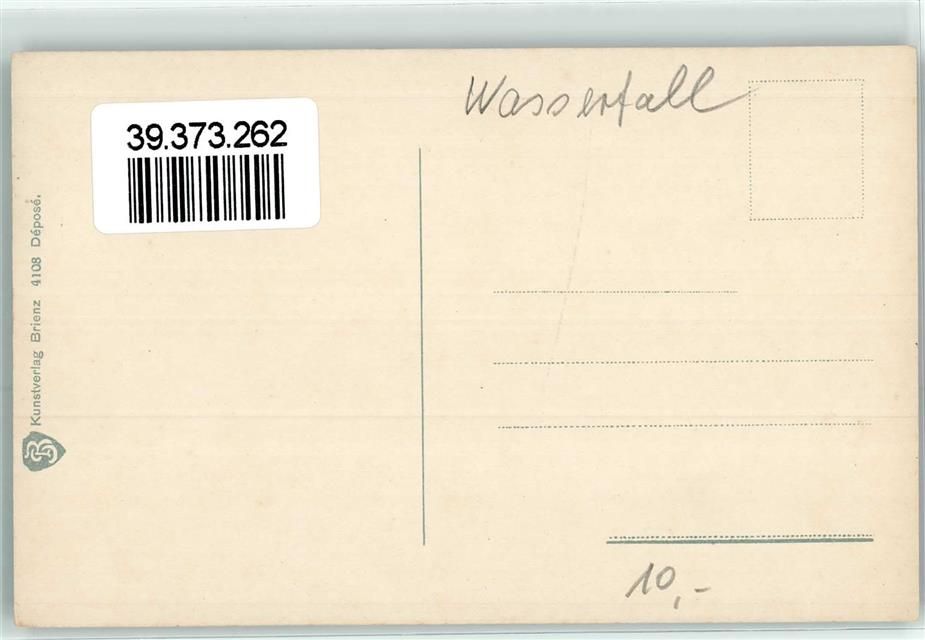 Wasserfall
39.373.262
Kunstverlag Brienz 4108 Déposé.
10,-